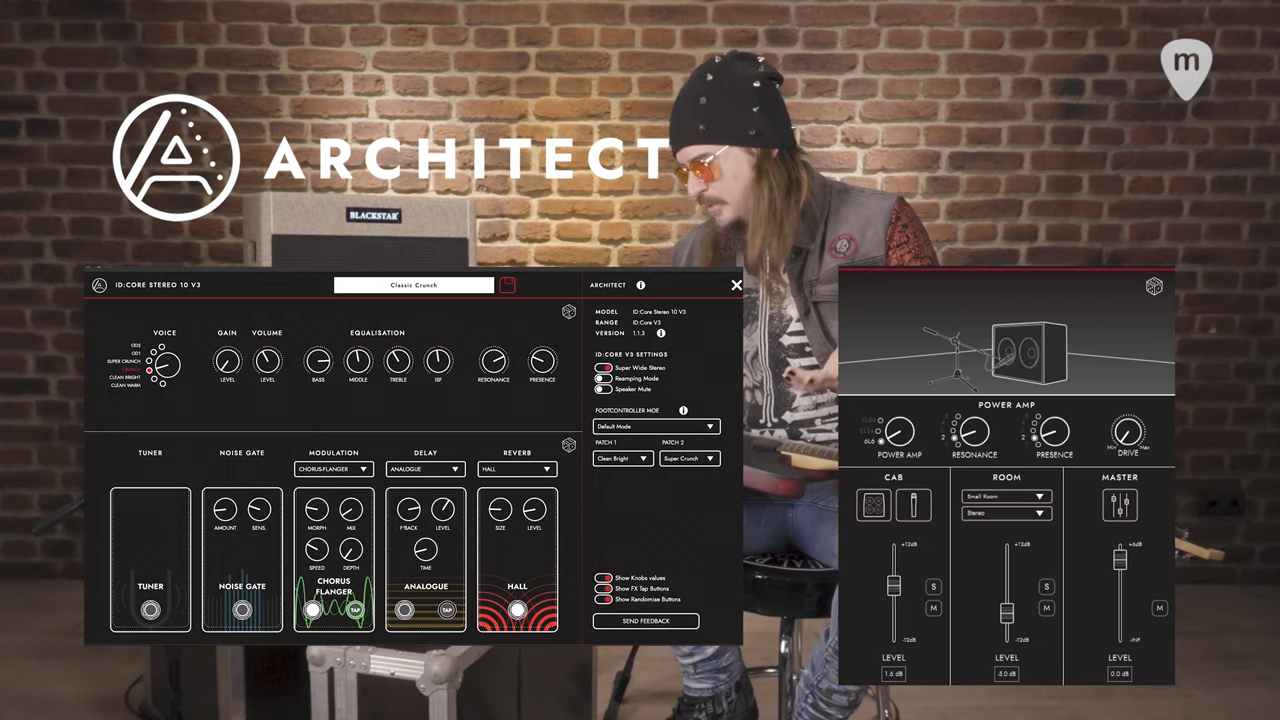 m
ARCHITECT
BLACKSTAR
ID:CORE STEREO 10 V3
Classic Crunch
ARCHITECT
VOICE
OD2
OD1
SUPER CRUNCH
CRUNCH
CLEAN BRIGHT
CLEAN WARM
GAIN
VOLUME
EQUALISATION
LEVEL
LEVEL
BASS
MIDDLE
TREBLE
ISF
RESONANCE
PRESENCE
TUNER
NOISE GATE
MODULATION
DELAY
REVERB
CHORUS-FLANGER
ANALOGUE
HALL
AMOUNT
SENS.
MORPH
MIX
F'BACK
LEVEL
SIZE
LEVEL
SPEED
DEPTH
TIME
TUNER
NOISE GATE
CHORUS
FLANGER
ANALOGUE
HALL
TAP
TAP
MODEL ID:Core Stereo 10 V3
RANGE ID:Core V3
VERSION 1.1.3
ID:CORE V3 SETTINGS
Super Wide Stereo
Reamping Mode
Speaker Mute
FOOTCONTROLLER MOE
Default Mode
PATCH 1
PATCH 2
Clean Bright
Super Crunch
Show Knobs values
Show FX Tap Buttons
Show Randomise Buttons
SEND FEEDBACK
POWER AMP
EL84
EL34
6L6
POWER AMP
2
RESONANCE
2
PRESENCE
Min
Max
DRIVE
CAB
ROOM
MASTER
Small Room
Stereo
+12dB
+12dB
+6dB
S
M
S
M
M
-12dB
-12dB
-INF
LEVEL
LEVEL
LEVEL
1.6 dB
-5.0 dB
0.0 dB